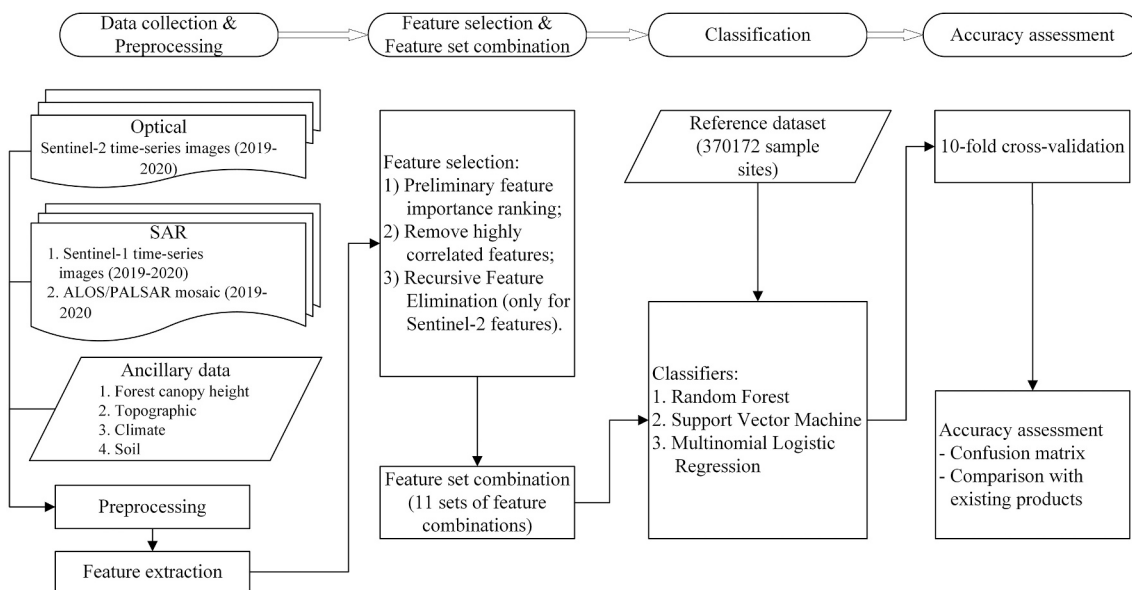 Data collection &
Preprocessing
Feature selection &
Feature set combination
Classification
Accuracy assessment
Optical
Sentinel-2 time-series images (2019-
2020)
SAR
1. Sentinel-1 time-series
images (2019-2020)
2. ALOS/PALSAR mosaic (2019-
2020
Ancillary data
1. Forest canopy height
2. Topographic
3. Climate
4. Soil
Preprocessing
Feature extraction
Feature selection:
1) Preliminary feature
importance ranking;
2) Remove highly
correlated features;
3) Recursive Feature
Elimination (only for
Sentinel-2 features).
Feature set combination
(11 sets of feature
combinations)
Reference dataset
(370172 sample
sites)
Classifiers:
1. Random Forest
2. Support Vector Machine
3. Multinomial Logistic
Regression
10-fold cross-validation
Accuracy assessment
- Confusion matrix
- Comparison with
existing products